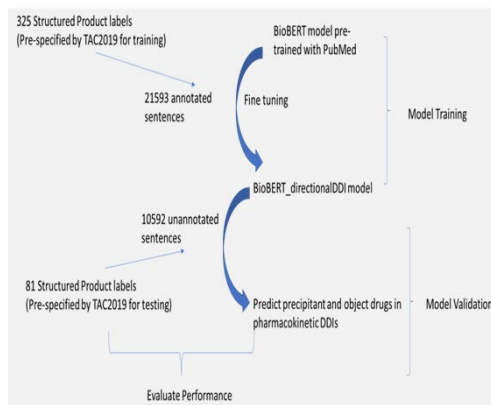 325 Structured Product labels
(Pre-specified by TAC2019 for training)
BioBERT model pre-
trained with PubMed
21593 annotated
sentences
Fine tuning
Model Training
BioBERT_directionalDDI model
10592 unannotated
sentences
81 Structured Product labels
(Pre-specified by TAC2019 for testing)
Predict precipitant and object drugs in
pharmacokinetic DDIs
Model Validation
Evaluate Performance